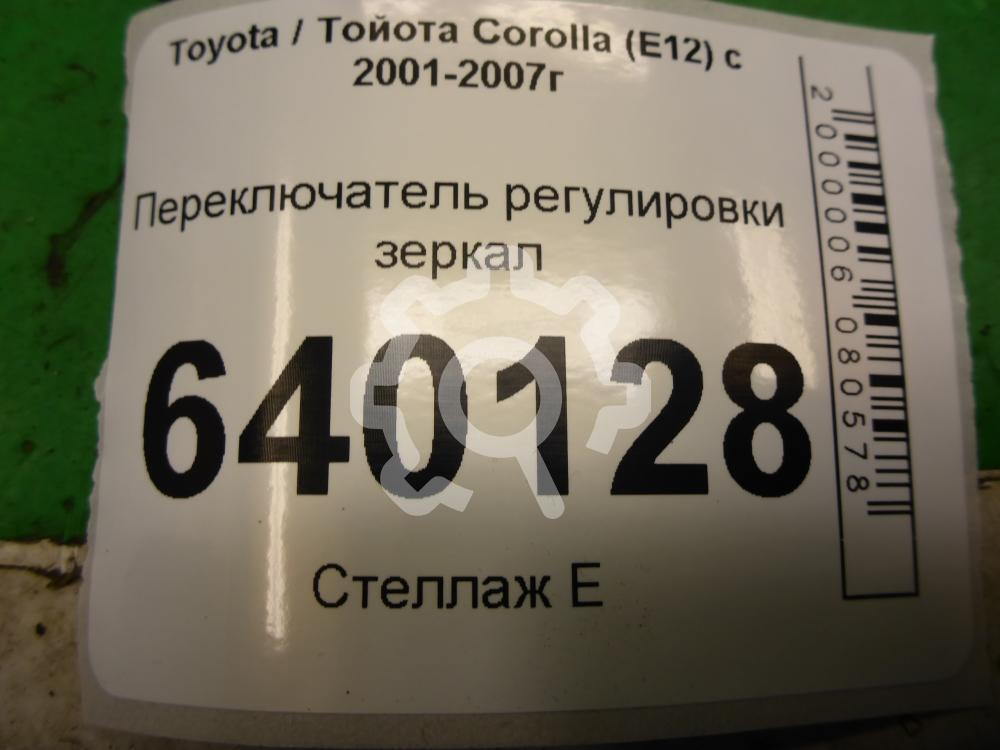 Toyota / Тойота Corolla (E12) с
2001-2007г
Переключатель регулировки
зеркал
640128
Стеллаж Е
2000006080578